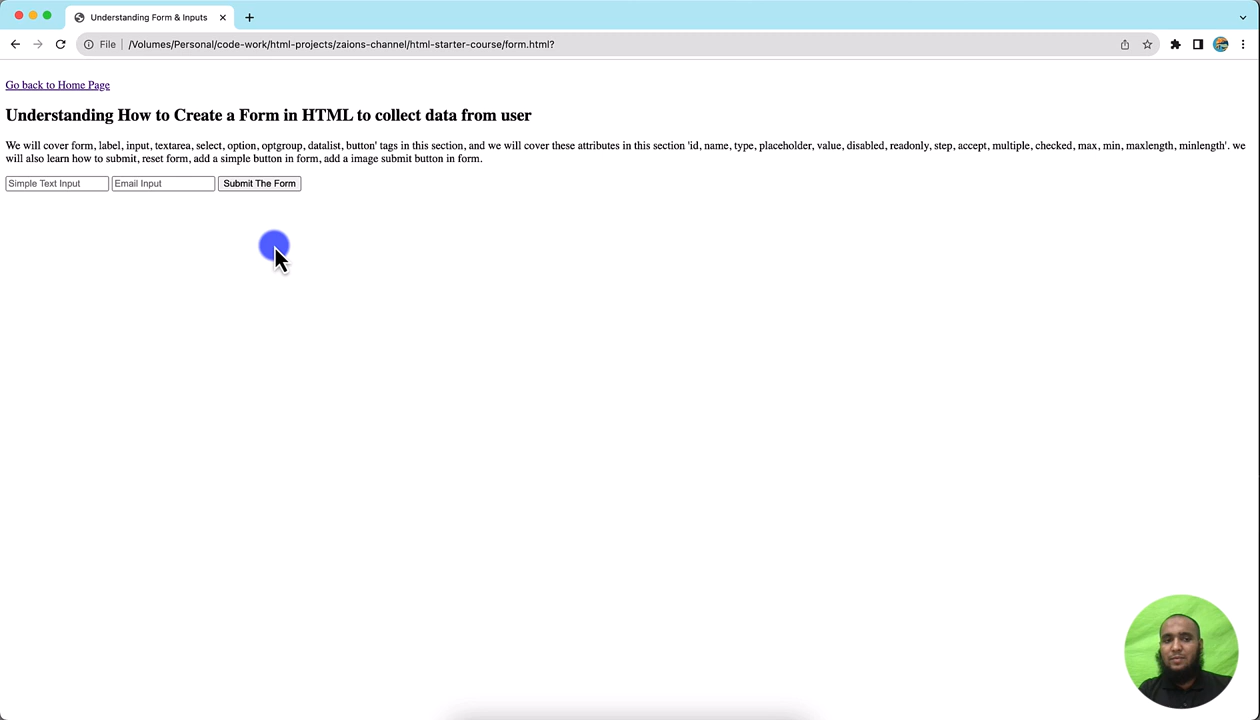 Understanding Form & Inputs
File
/Volumes/Personal/code-work/html-projects/zaions-channel/html-starter-course/form.html?
Go back to Home Page
Understanding How to Create a Form in HTML to collect data from user
We will cover form, label, input, textarea, select, option, optgroup, datalist, button' tags in this section, and we will cover these attributes in this section 'id, name, type, placeholder, value, disabled, readonly, step, accept, multiple, checked, max, min, maxlength, minlength'. we
will also learn how to submit, reset form, add a simple button in form, add a image submit button in form.
Simple Text Input
Email Input
Submit The Form